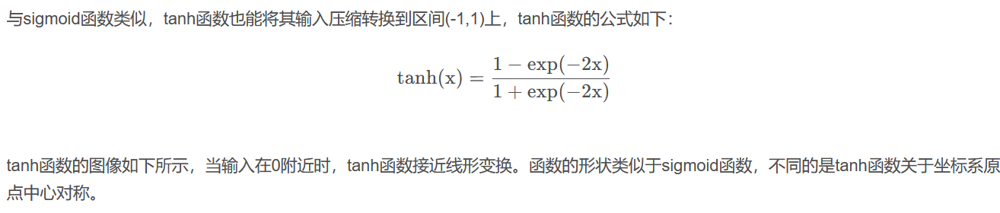 与sigmoid函数类似，tanh函数也能将其输入压缩转换到区间(-1,1)上，tanh函数的公式如下：
tanh(x) = \frac{1 − exp(−2x)}{1 + exp(−2x)}
tanh函数的图像如下所示，当输入在0附近时，tanh函数接近线形变换。函数的形状类似于sigmoid函数，不同的是tanh函数关于坐标系原
点中心对称。